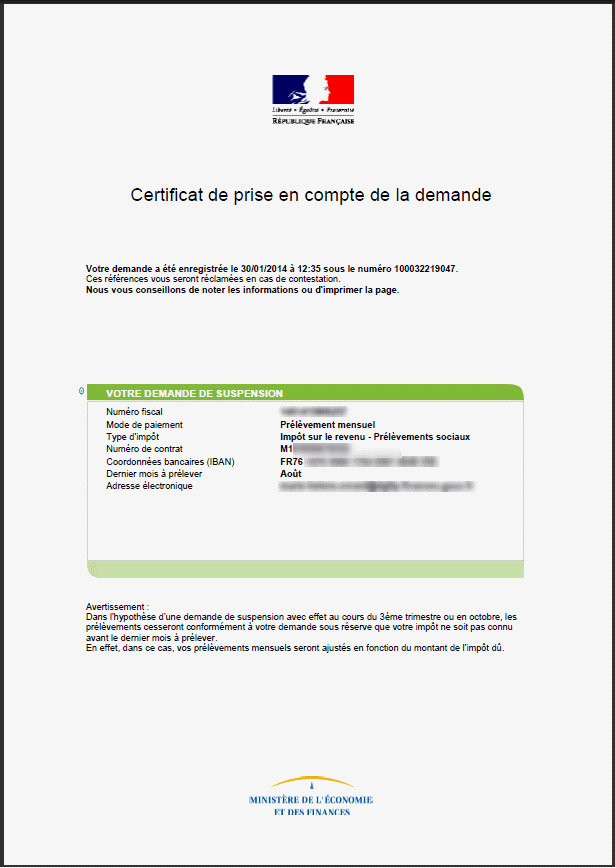 Liberté • Égalité • Fraternité
RÉPUBLIQUE FRANÇAISE
Certificat de prise en compte de la demande
Votre demande a été enregistrée le 30/01/2014 à 12:35 sous le numéro 100032219047.
Ces références vous seront réclamées en cas de contestation.
Nous vous conseillons de noter les informations ou d'imprimer la page.
VOTRE DEMANDE DE SUSPENSION
Numéro fiscal
Mode de paiement Prélèvement mensuel
Type d'impôt Impôt sur le revenu - Prélèvements sociaux
Numéro de contrat M1
Coordonnées bancaires (IBAN) FR76
Dernier mois à prélever Août
Adresse électronique
Avertissement :
Dans l'hypothèse d'une demande de suspension avec effet au cours du 3ème trimestre ou en octobre, les
prélèvements cesseront conformément à votre demande sous réserve que votre impôt ne soit pas connu
avant le dernier mois à prélever.
En effet, dans ce cas, vos prélèvements mensuels seront ajustés en fonction du montant de l'impôt dû.
MINISTÈRE DE L'ÉCONOMIE
ET DES FINANCES